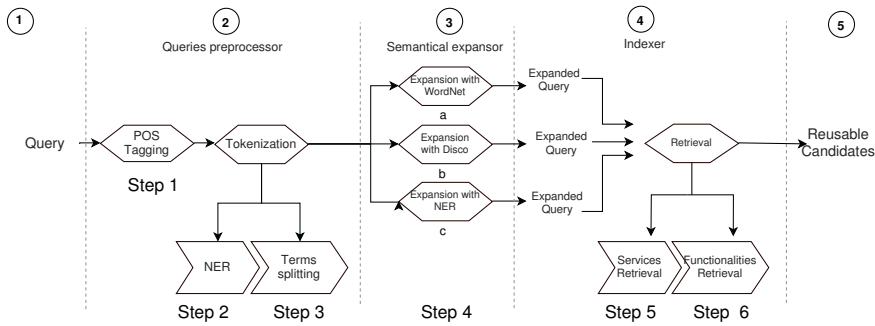 1
2
3
4
5
Queries preprocessor
Semantical expansor
Indexer
Query
POS
Tagging
Step 1
Tokenization
NER
Step 2
Terms
splitting
Step 3
Expansion with
WordNet
a
Expansion
with Disco
b
Expansion with
NER
c
Step 4
Expanded
Query
Expanded
Query
Expanded
Query
Retrieval
Services
Retrieval
Step 5
Functionalities
Retrieval
Step 6
Reusable
Candidates